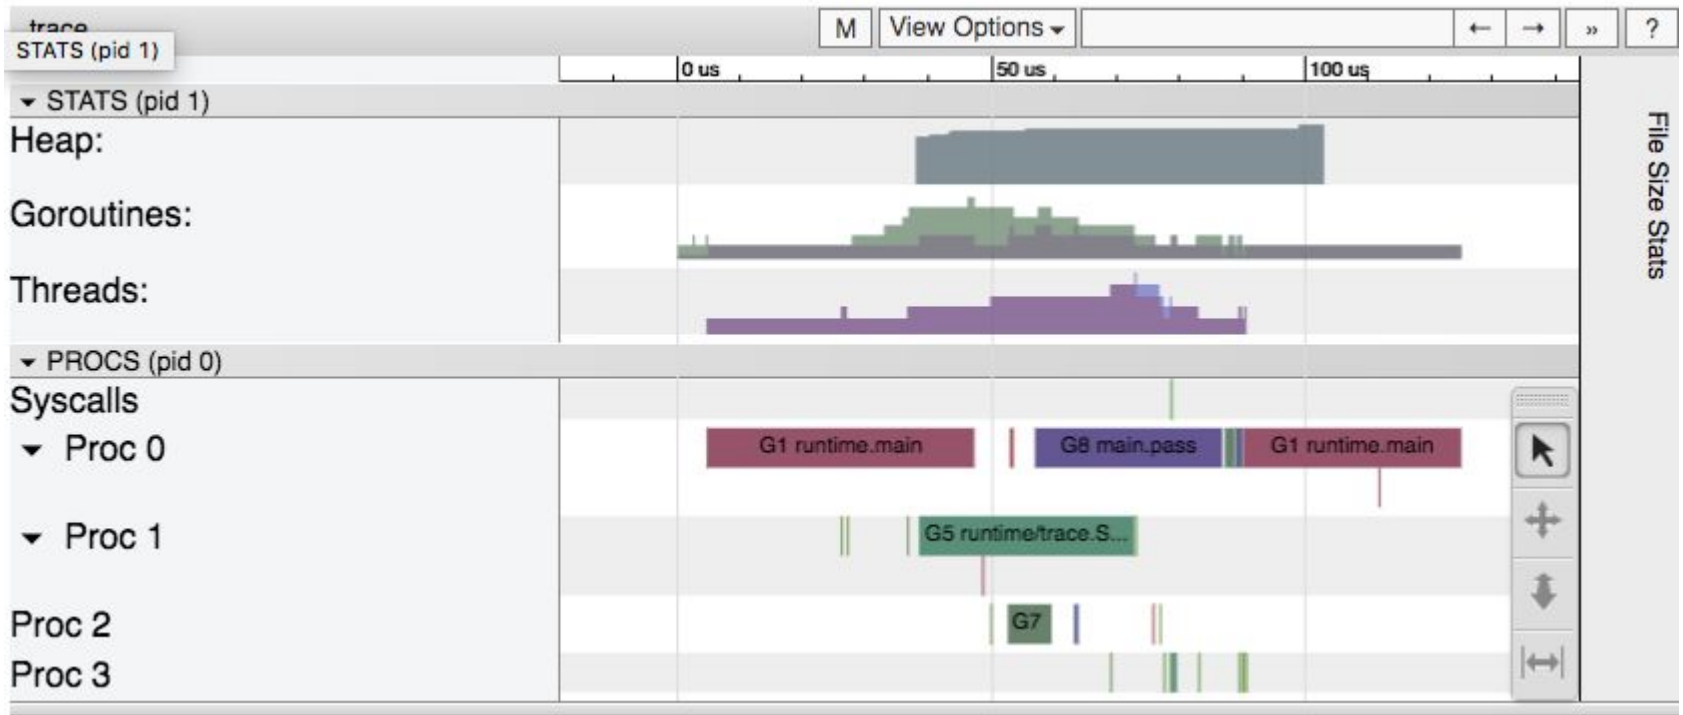 trace
STATS (pid 1)
M
View Options
← → » ?
0 us 50 us 100 us
STATS (pid 1)
Heap:
Goroutines:
Threads:
PROCS (pid 0)
Syscalls
Proc 0 G1 runtime.main G8 main.pass G1 runtime.main
Proc 1 G5 runtime/trace.S...
Proc 2 G7
Proc 3
File Size Stats